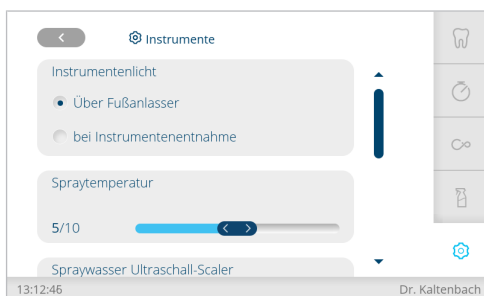 Instrumente
Instrumentenlicht
Über Fußanlasser
bei Instrumentenentnahme
Spraytemperatur
5/10
Spraywasser Ultraschall-Scaler
13:12:46
Dr. Kaltenbach